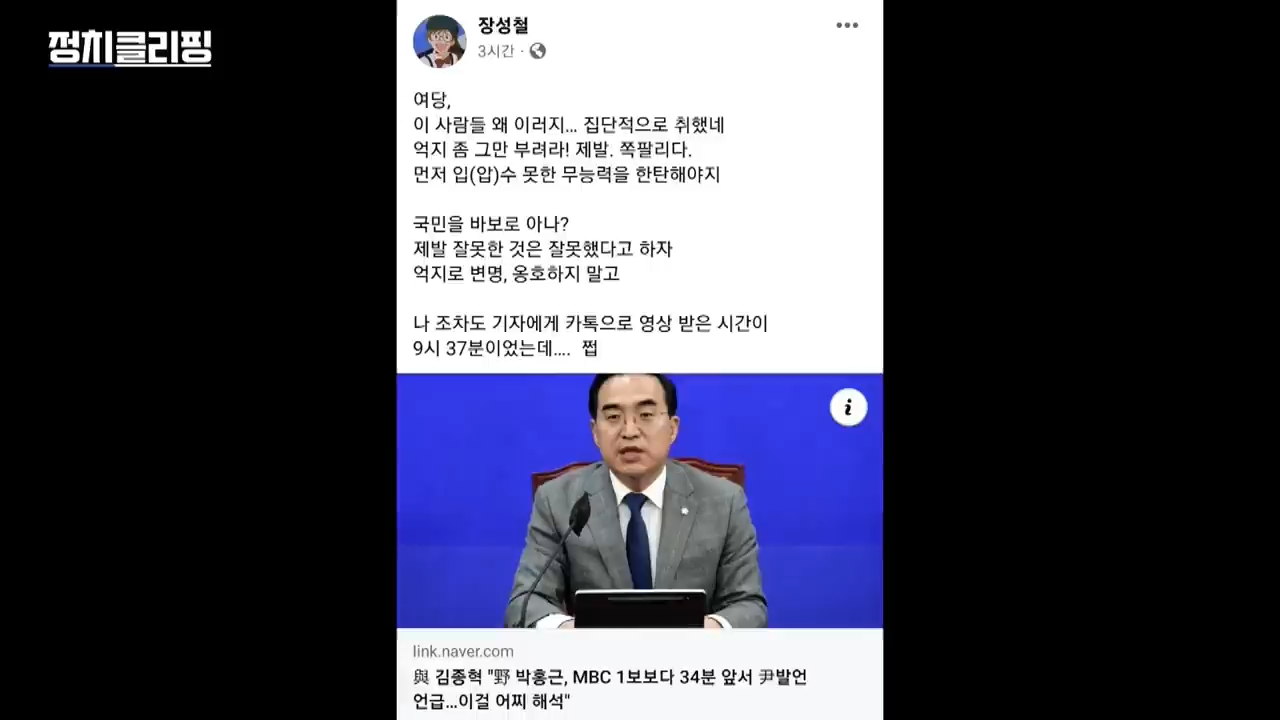 정치클리핑
장성철
3시간 ·
여당,
이 사람들 왜 이러지... 집단적으로 취했네
억지 좀 그만 부려라! 제발. 쪽팔리다.
먼저 입(압)수 못한 무능력을 한탄해야지
국민을 바보로 아나?
제발 잘못한 것은 잘못했다고 하자
억지로 변명, 옹호하지 말고
나 조차도 기자에게 카톡으로 영상 받은 시간이
9시 37분이었는데.... 쩝
i
link.naver.com
與 김종혁 "野 박홍근, MBC 1보보다 34분 앞서 尹발언
언급...이걸 어찌 해석"